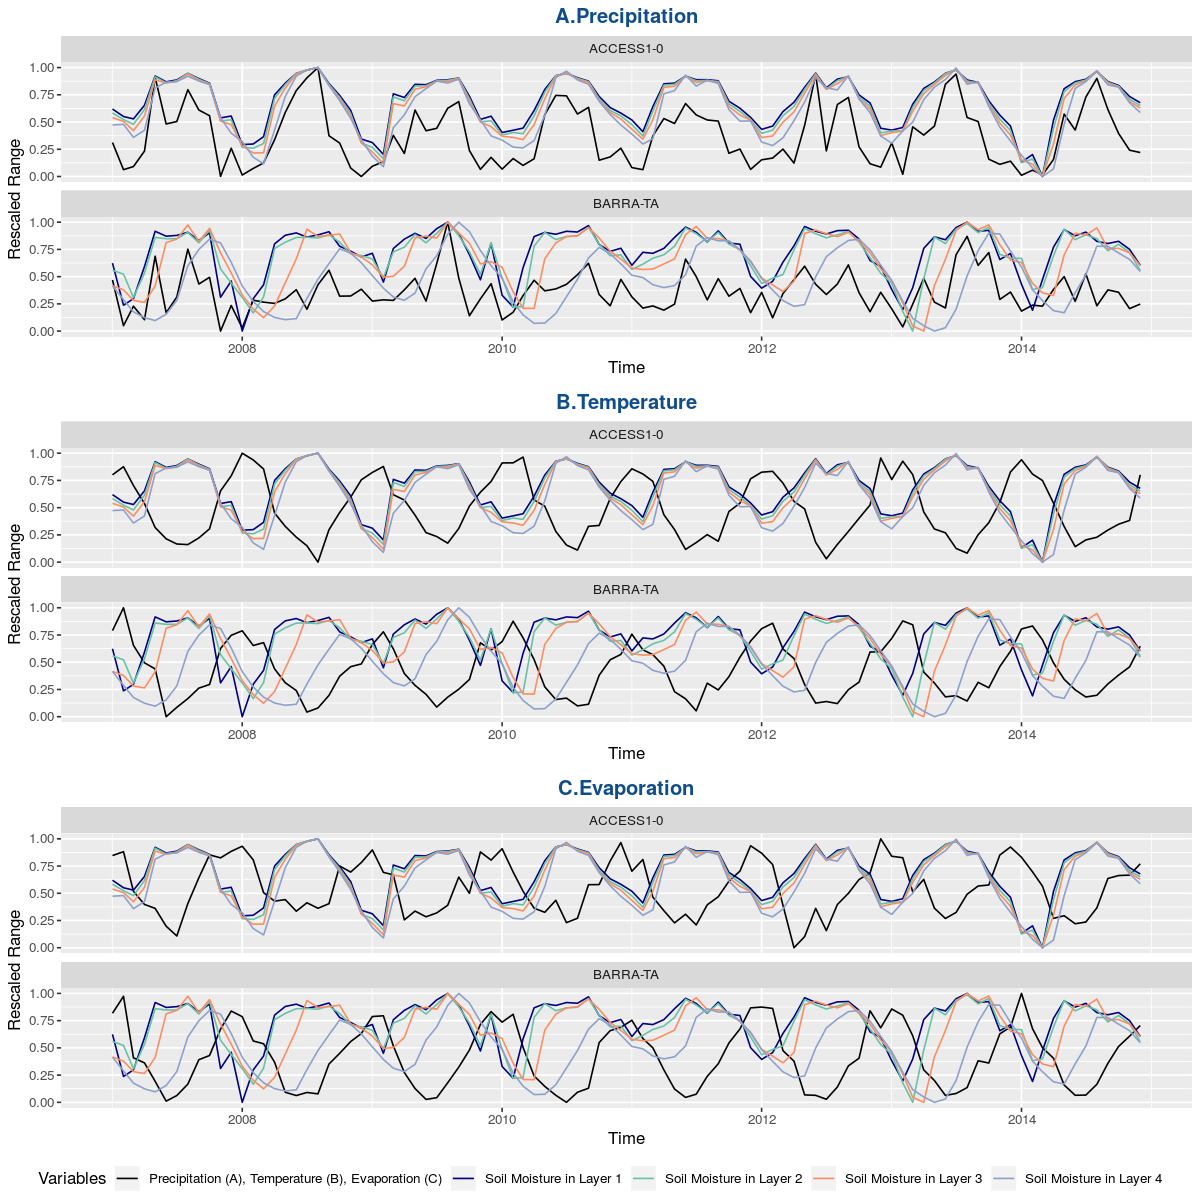 A.Precipitation
ACCESS1-0
1.00
0.75
0.50
0.25
0.00
BARRA-TA
1.00
0.75
0.50
0.25
0.00
Rescaled Range
2008 2010 2012 2014
Time
B.Temperature
ACCESS1-0
1.00
0.75
0.50
0.25
0.00
BARRA-TA
1.00
0.75
0.50
0.25
0.00
Rescaled Range
2008 2010 2012 2014
Time
C.Evaporation
ACCESS1-0
1.00
0.75
0.50
0.25
0.00
BARRA-TA
1.00
0.75
0.50
0.25
0.00
Rescaled Range
2008 2010 2012 2014
Time
Variables Precipitation (A), Temperature (B), Evaporation (C) Soil Moisture in Layer 1 Soil Moisture in Layer 2 Soil Moisture in Layer 3 Soil Moisture in Layer 4